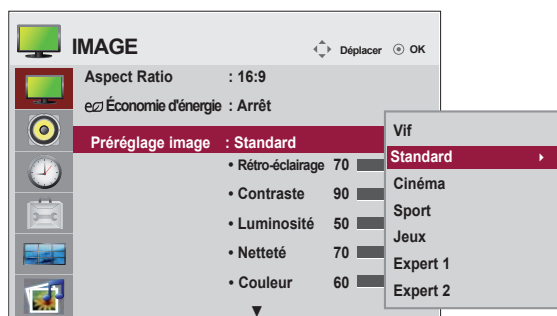 IMAGE
Déplacer OK
Aspect Ratio : 16:9
Économie d'énergie : Arrêt
Préréglage image : Standard
• Rétro-éclairage 70
• Contraste 90
• Luminosité 50
• Netteté 70
• Couleur 60
Vif
Standard
Cinéma
Sport
Jeux
Expert 1
Expert 2